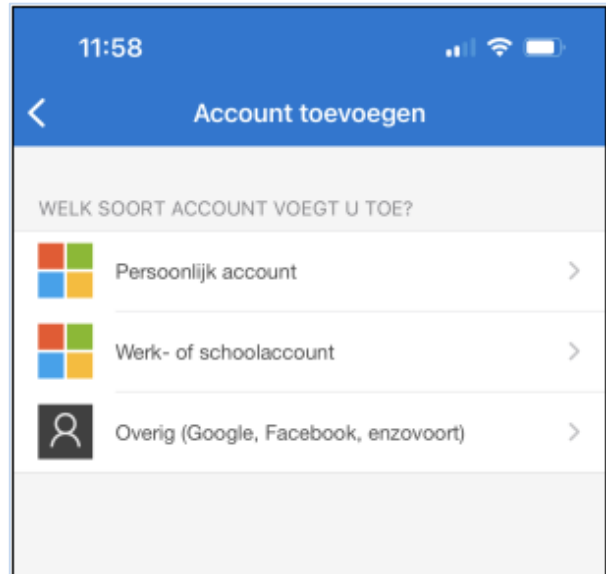 11:58
Account toevoegen
WELK SOORT ACCOUNT VOEGT U TOE?
Persoonlijk account
Werk- of schoolaccount
Overig (Google, Facebook, enzovoort)